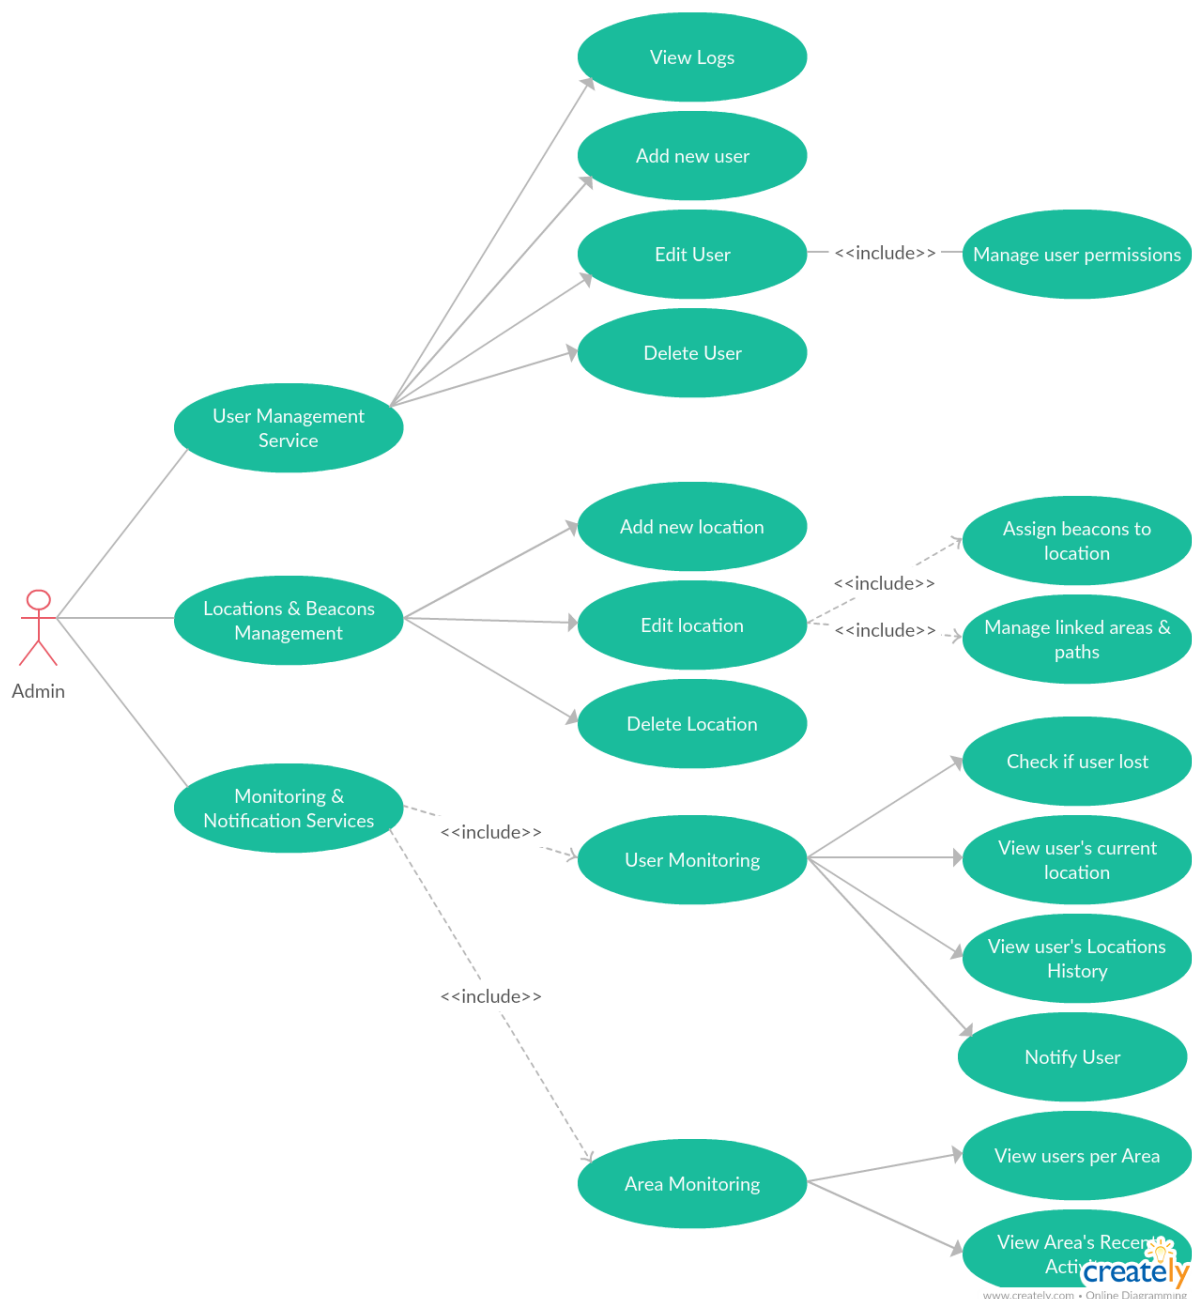 View Logs
Add new user
Edit User
<<include>>
Manage user permissions
Delete User
User Management
Service
Add new location
Assign beacons to
location
<<include>>
Locations & Beacons
Management
Edit location
<<include>>
Manage linked areas &
paths
Admin
Delete Location
Check if user lost
Monitoring &
Notification Services
<<include>>
User Monitoring
View user's current
location
View user's Locations
History
<<include>>
Notify User
View users per Area
Area Monitoring
View Area's Recent
creately
www.creately.com • Online Diagramming